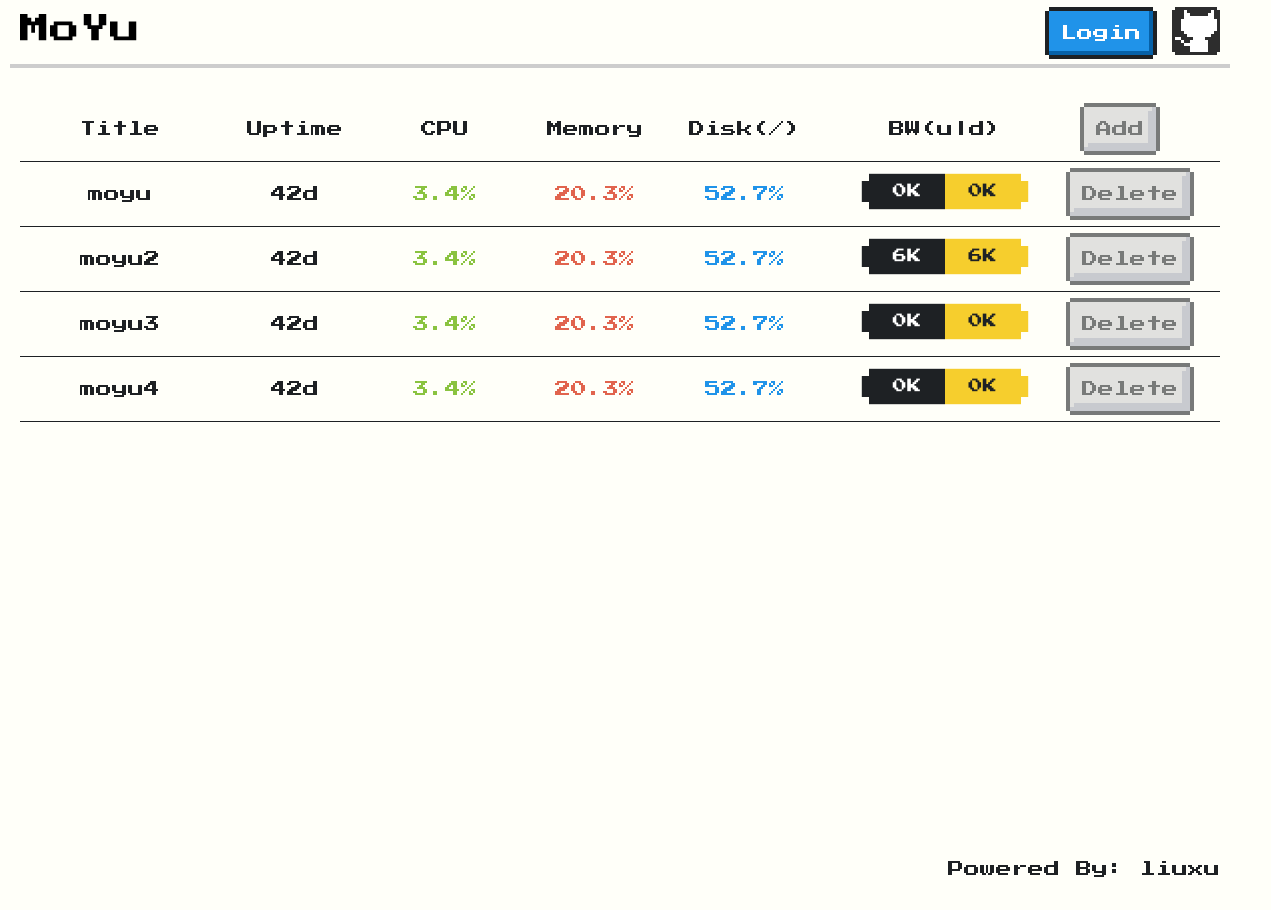 MoYu Login
Title Uptime CPU Memory Disk(/) BW(u|d) Add
moyu 42d 3.4% 20.3% 52.7% 0K 0K Delete
moyu2 42d 3.4% 20.3% 52.7% 6K 6K Delete
moyu3 42d 3.4% 20.3% 52.7% 0K 0K Delete
moyu4 42d 3.4% 20.3% 52.7% 0K 0K Delete
Powered By: liuxu